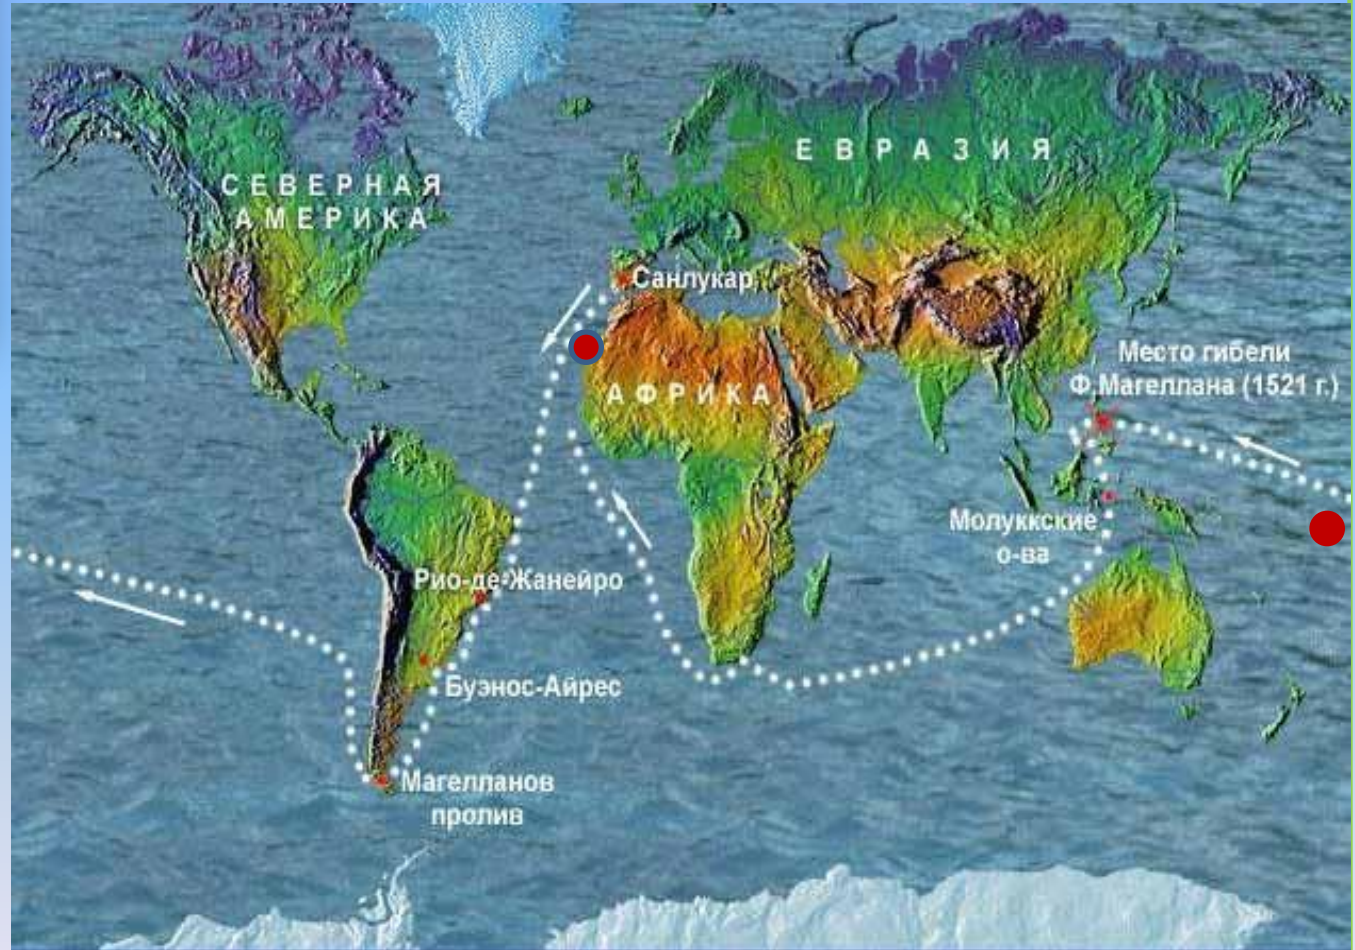 СЕВЕРНАЯ
АМЕРИКА
ЕВРАЗИЯ
Санлукар
АФРИКА
Место гибели
Ф.Магеллана (1521 г.)
Молуккские
о-ва
Рио-де-Жанейро
Буэнос-Айрес
Магелланов
пролив